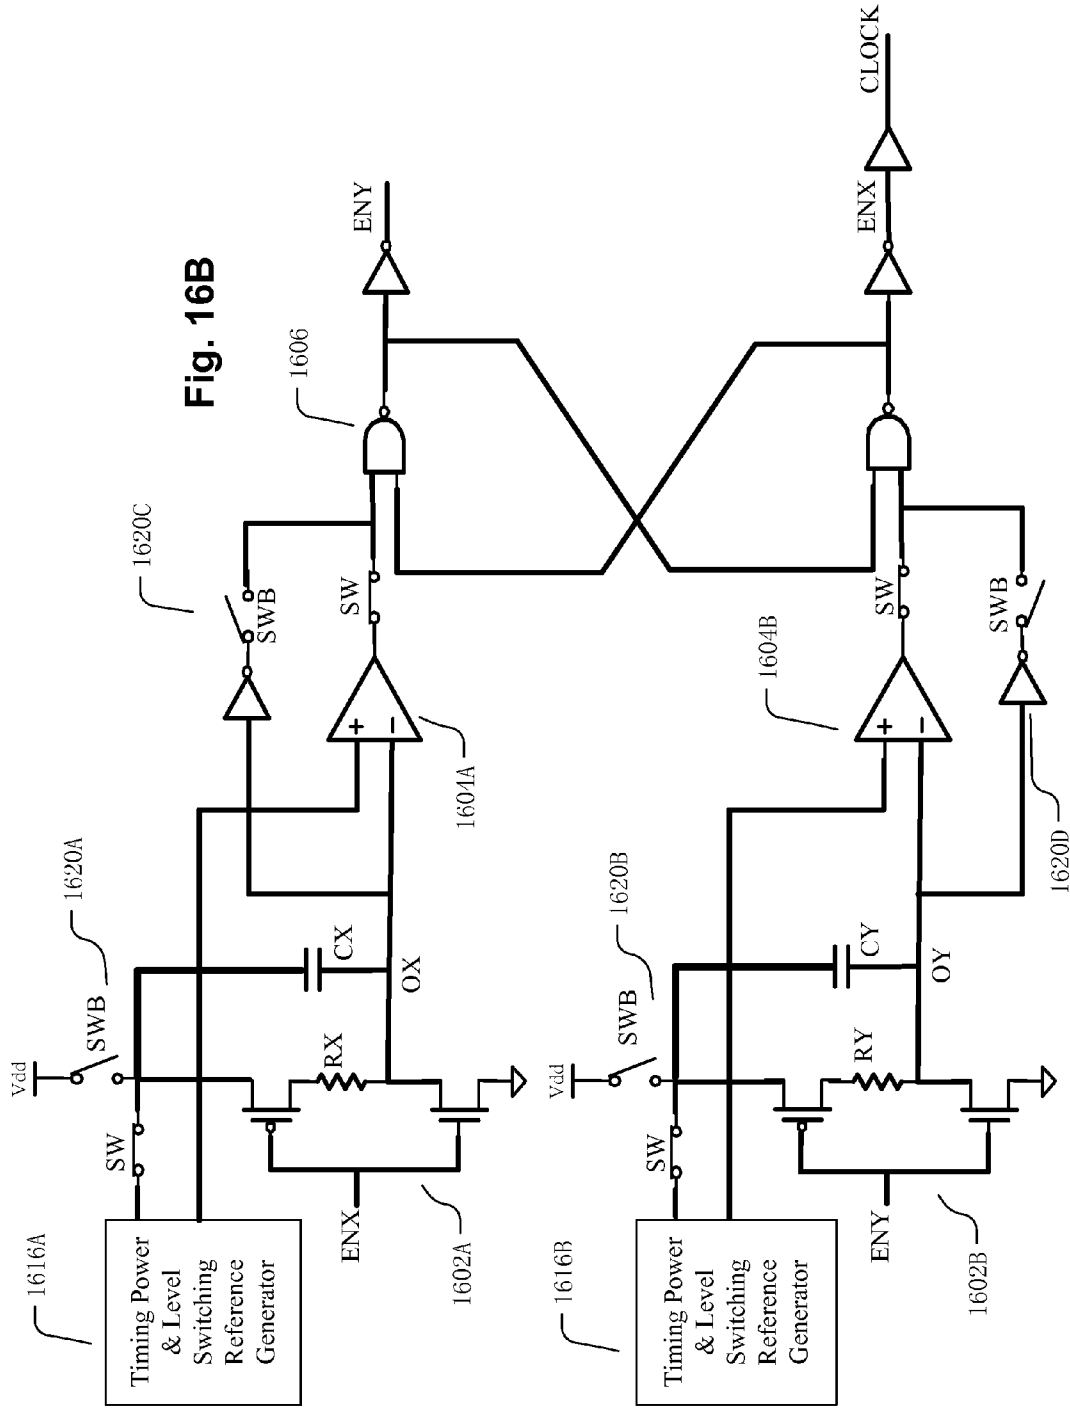 Fig. 16B
1616A
Timing Power
& Level
Switching
Reference
Generator
SW
Vdd
SWB
1620A
ENX
1602A
RX
CX
OX
1604A
+
−
SWB
1620C
SW
1606
ENY
1616B
Timing Power
& Level
Switching
Reference
Generator
SW
Vdd
SWB
1620B
ENY
1602B
RY
CY
OY
1604B
+
−
1620D
SWB
SW
ENX
CLOCK